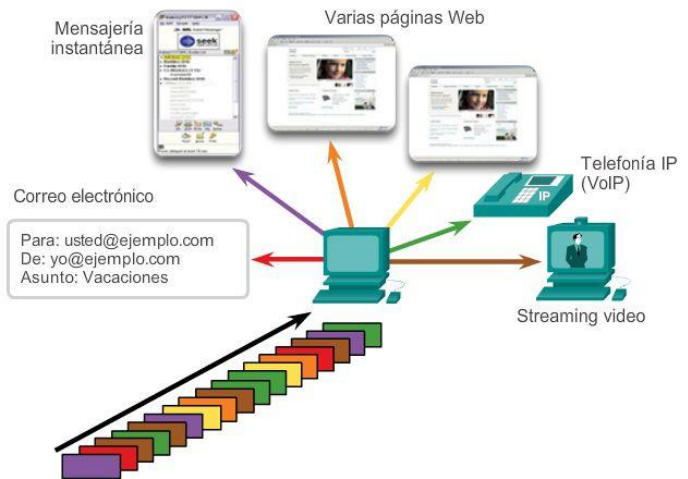 Mensajería
instantánea
Varias páginas Web
seek
Telefonía IP
(VoIP)
IP
Correo electrónico
Para: usted@ejemplo.com
De: yo@ejemplo.com
Asunto: Vacaciones
Streaming video